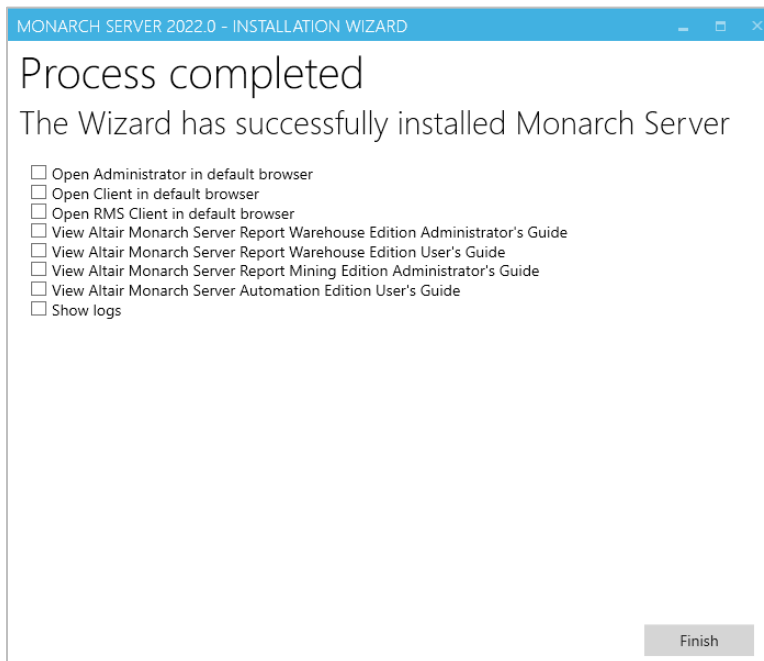 MONARCH SERVER 2022.0 - INSTALLATION WIZARD
Process completed
The Wizard has successfully installed Monarch Server
Open Administrator in default browser
Open Client in default browser
Open RMS Client in default browser
View Altair Monarch Server Report Warehouse Edition Administrator's Guide
View Altair Monarch Server Report Warehouse Edition User's Guide
View Altair Monarch Server Report Mining Edition Administrator's Guide
View Altair Monarch Server Automation Edition User's Guide
Show logs
Finish